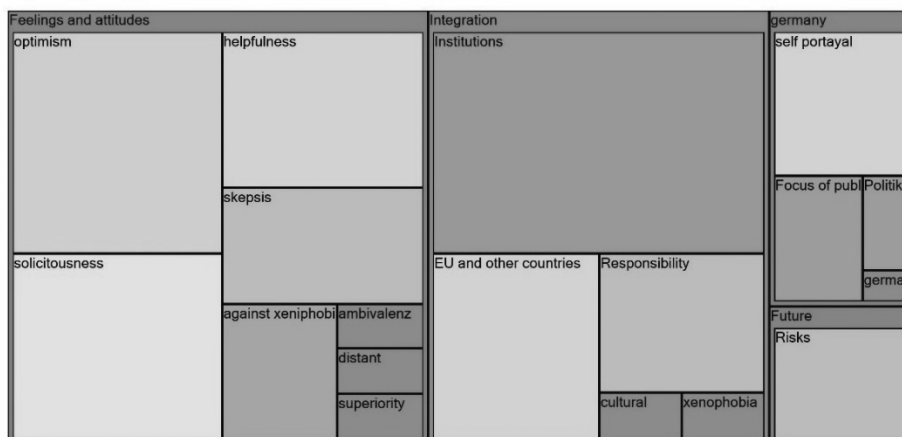 Feelings and attitudes
optimism
helpfulness
skepsis
solicitousness
against xeniphobi
ambivalenz
distant
superiority
Integration
Institutions
EU and other countries
Responsibility
cultural
xenophobia
germany
self portayal
Focus of publ
Politik
germa
Future
Risks